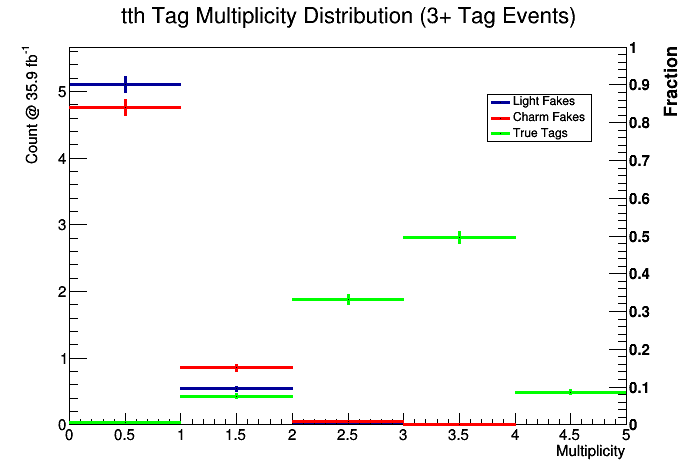 tth Tag Multiplicity Distribution (3+ Tag Events)
Count @ 35.9 fb⁻¹
Fraction
Light Fakes
Charm Fakes
True Tags
5
4
3
2
1
0
1
0.9
0.8
0.7
0.6
0.5
0.4
0.3
0.2
0.1
0
0 0.5 1 1.5 2 2.5 3 3.5 4 4.5 5
Multiplicity